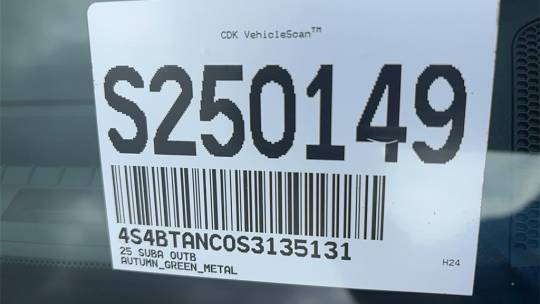 CDK VehicleScan™
S250149
4S4BTANC0S3135131
25 SUBA OUTB
AUTUMN_GREEN_METAL
H24